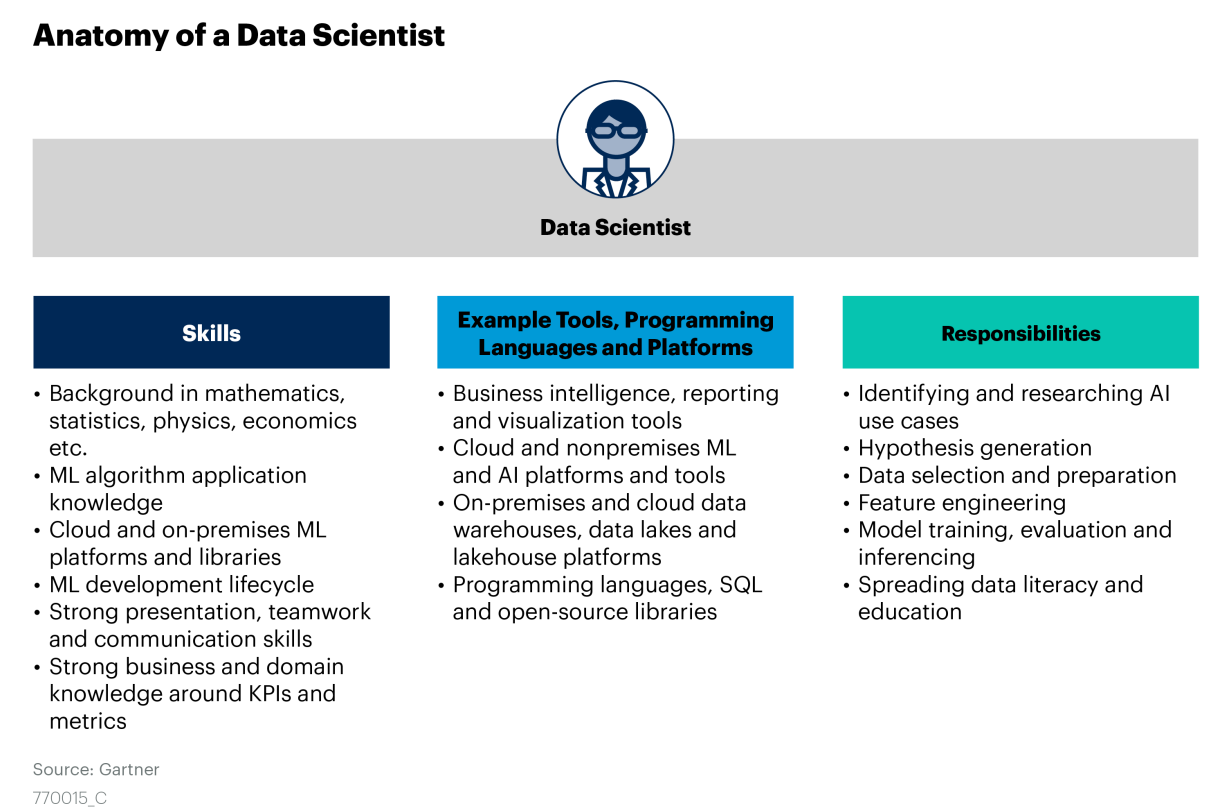 Anatomy of a Data Scientist
Data Scientist
Skills
• Background in mathematics,
statistics, physics, economics
etc.
• ML algorithm application
knowledge
• Cloud and on-premises ML
platforms and libraries
• ML development lifecycle
• Strong presentation, teamwork
and communication skills
• Strong business and domain
knowledge around KPIs and
metrics
Example Tools, Programming
Languages and Platforms
• Business intelligence, reporting
and visualization tools
• Cloud and nonpremises ML
and AI platforms and tools
• On-premises and cloud data
warehouses, data lakes and
lakehouse platforms
• Programming languages, SQL
and open-source libraries
Responsibilities
• Identifying and researching AI
use cases
• Hypothesis generation
• Data selection and preparation
• Feature engineering
• Model training, evaluation and
inferencing
• Spreading data literacy and
education
Source: Gartner
770015_C